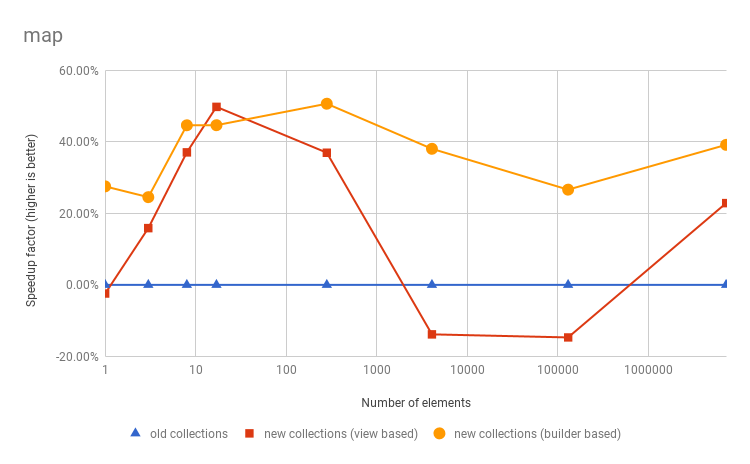 map
Speedup factor (higher is better)
60.00%
40.00%
20.00%
0.00%
-20.00%
1 10 100 1000 10000 100000 1000000
Number of elements
old collections new collections (view based) new collections (builder based)